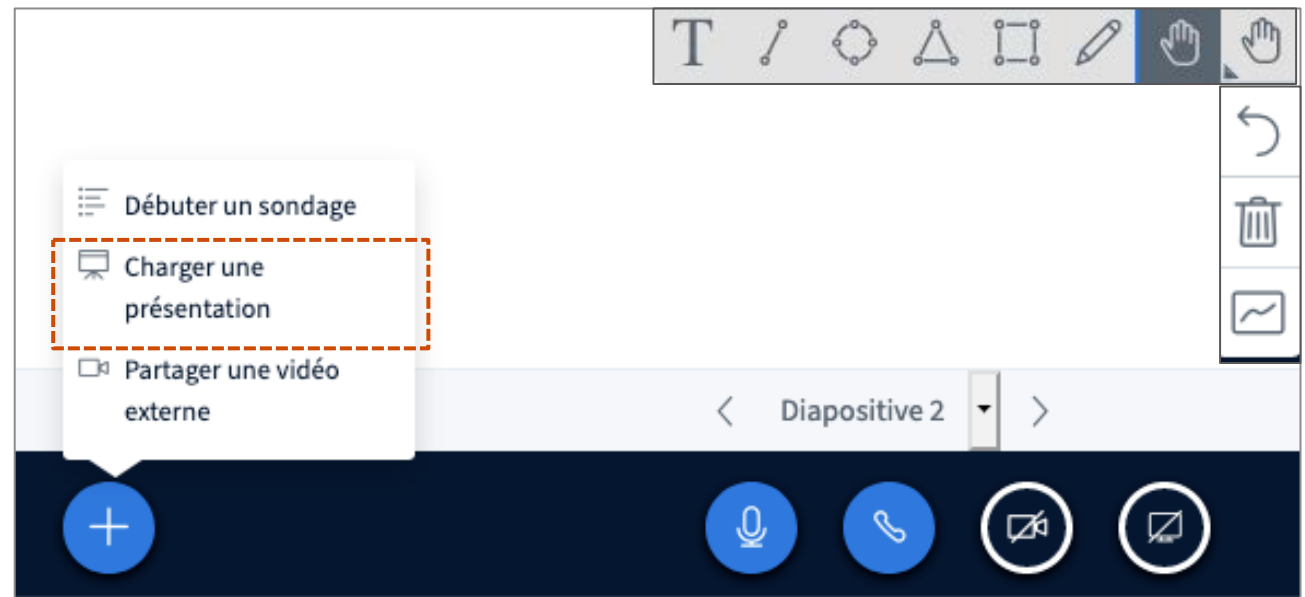 T
Débuter un sondage
Charger une
présentation
Partager une vidéo
externe
Diapositive 2